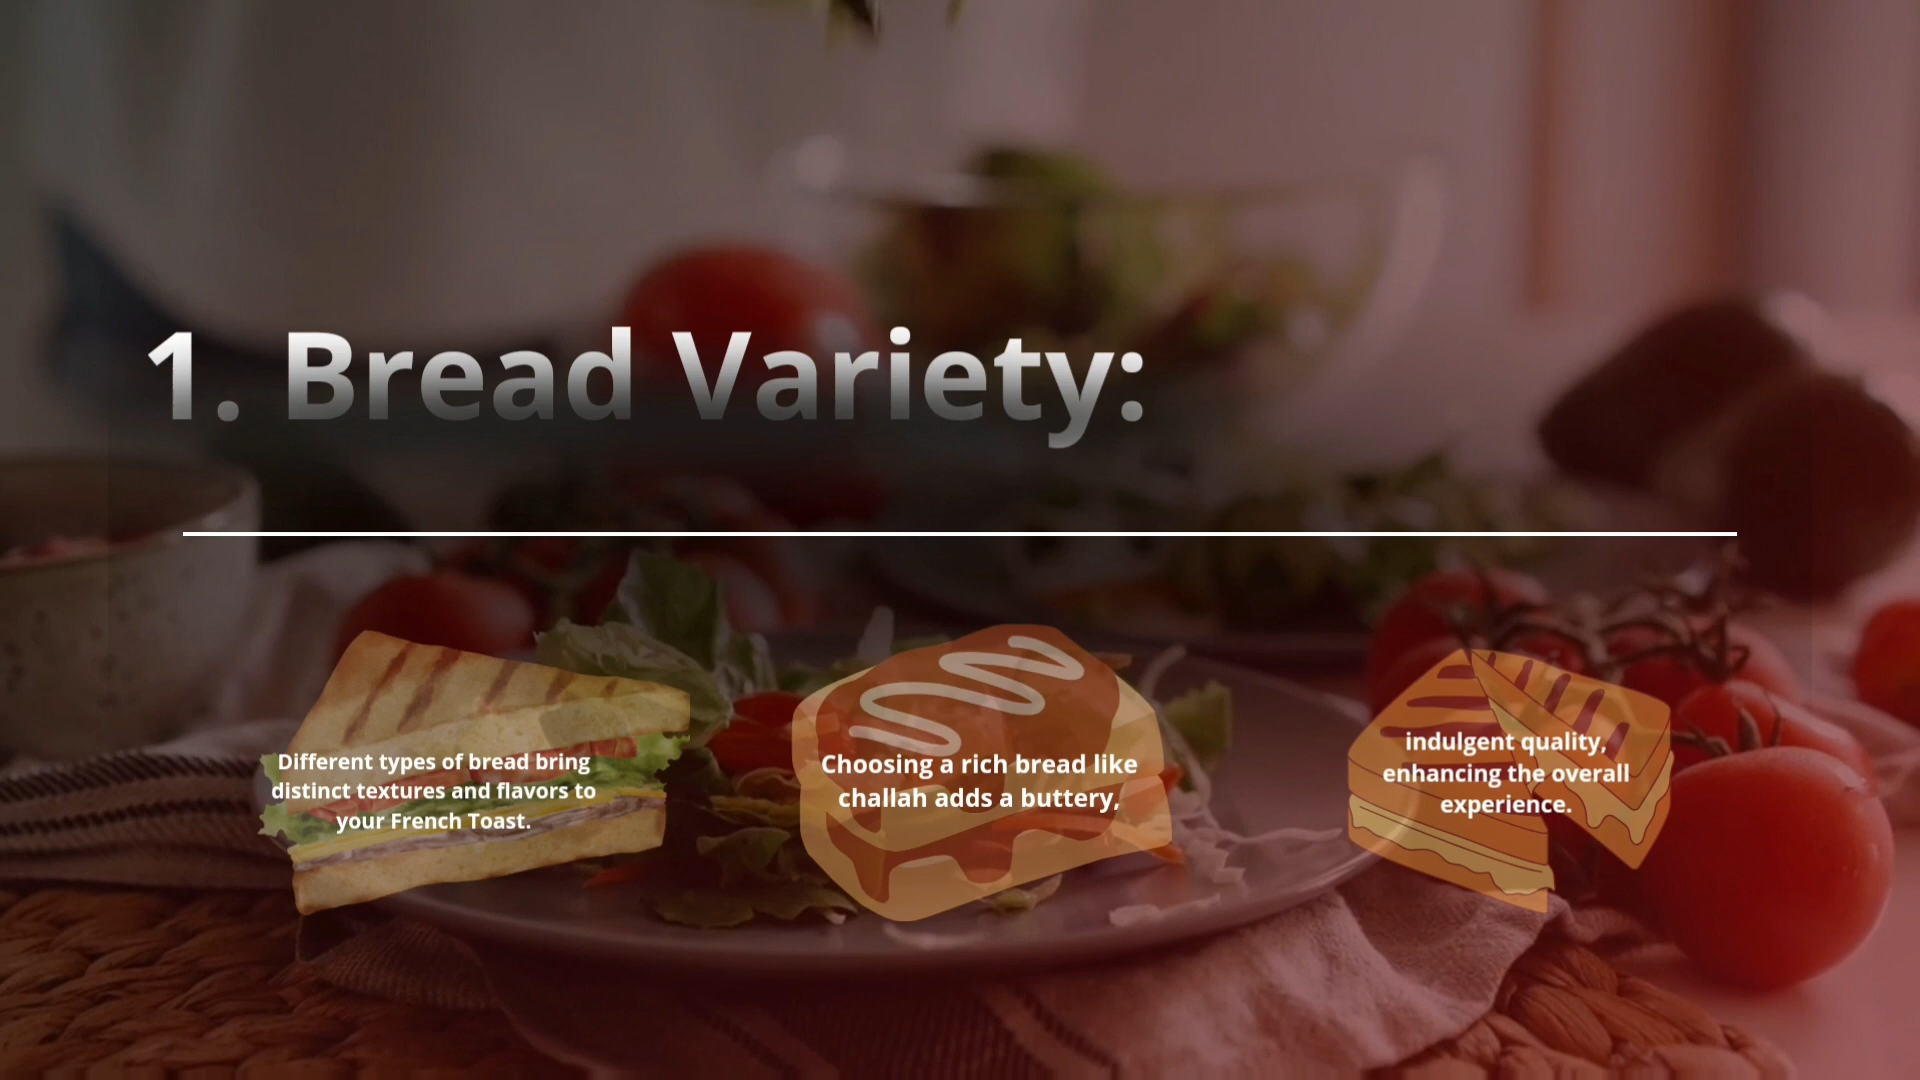 1. Bread Variety:
Different types of bread bring
distinct textures and flavors to
your French Toast.
Choosing a rich bread like
challah adds a buttery,
indulgent quality,
enhancing the overall
experience.